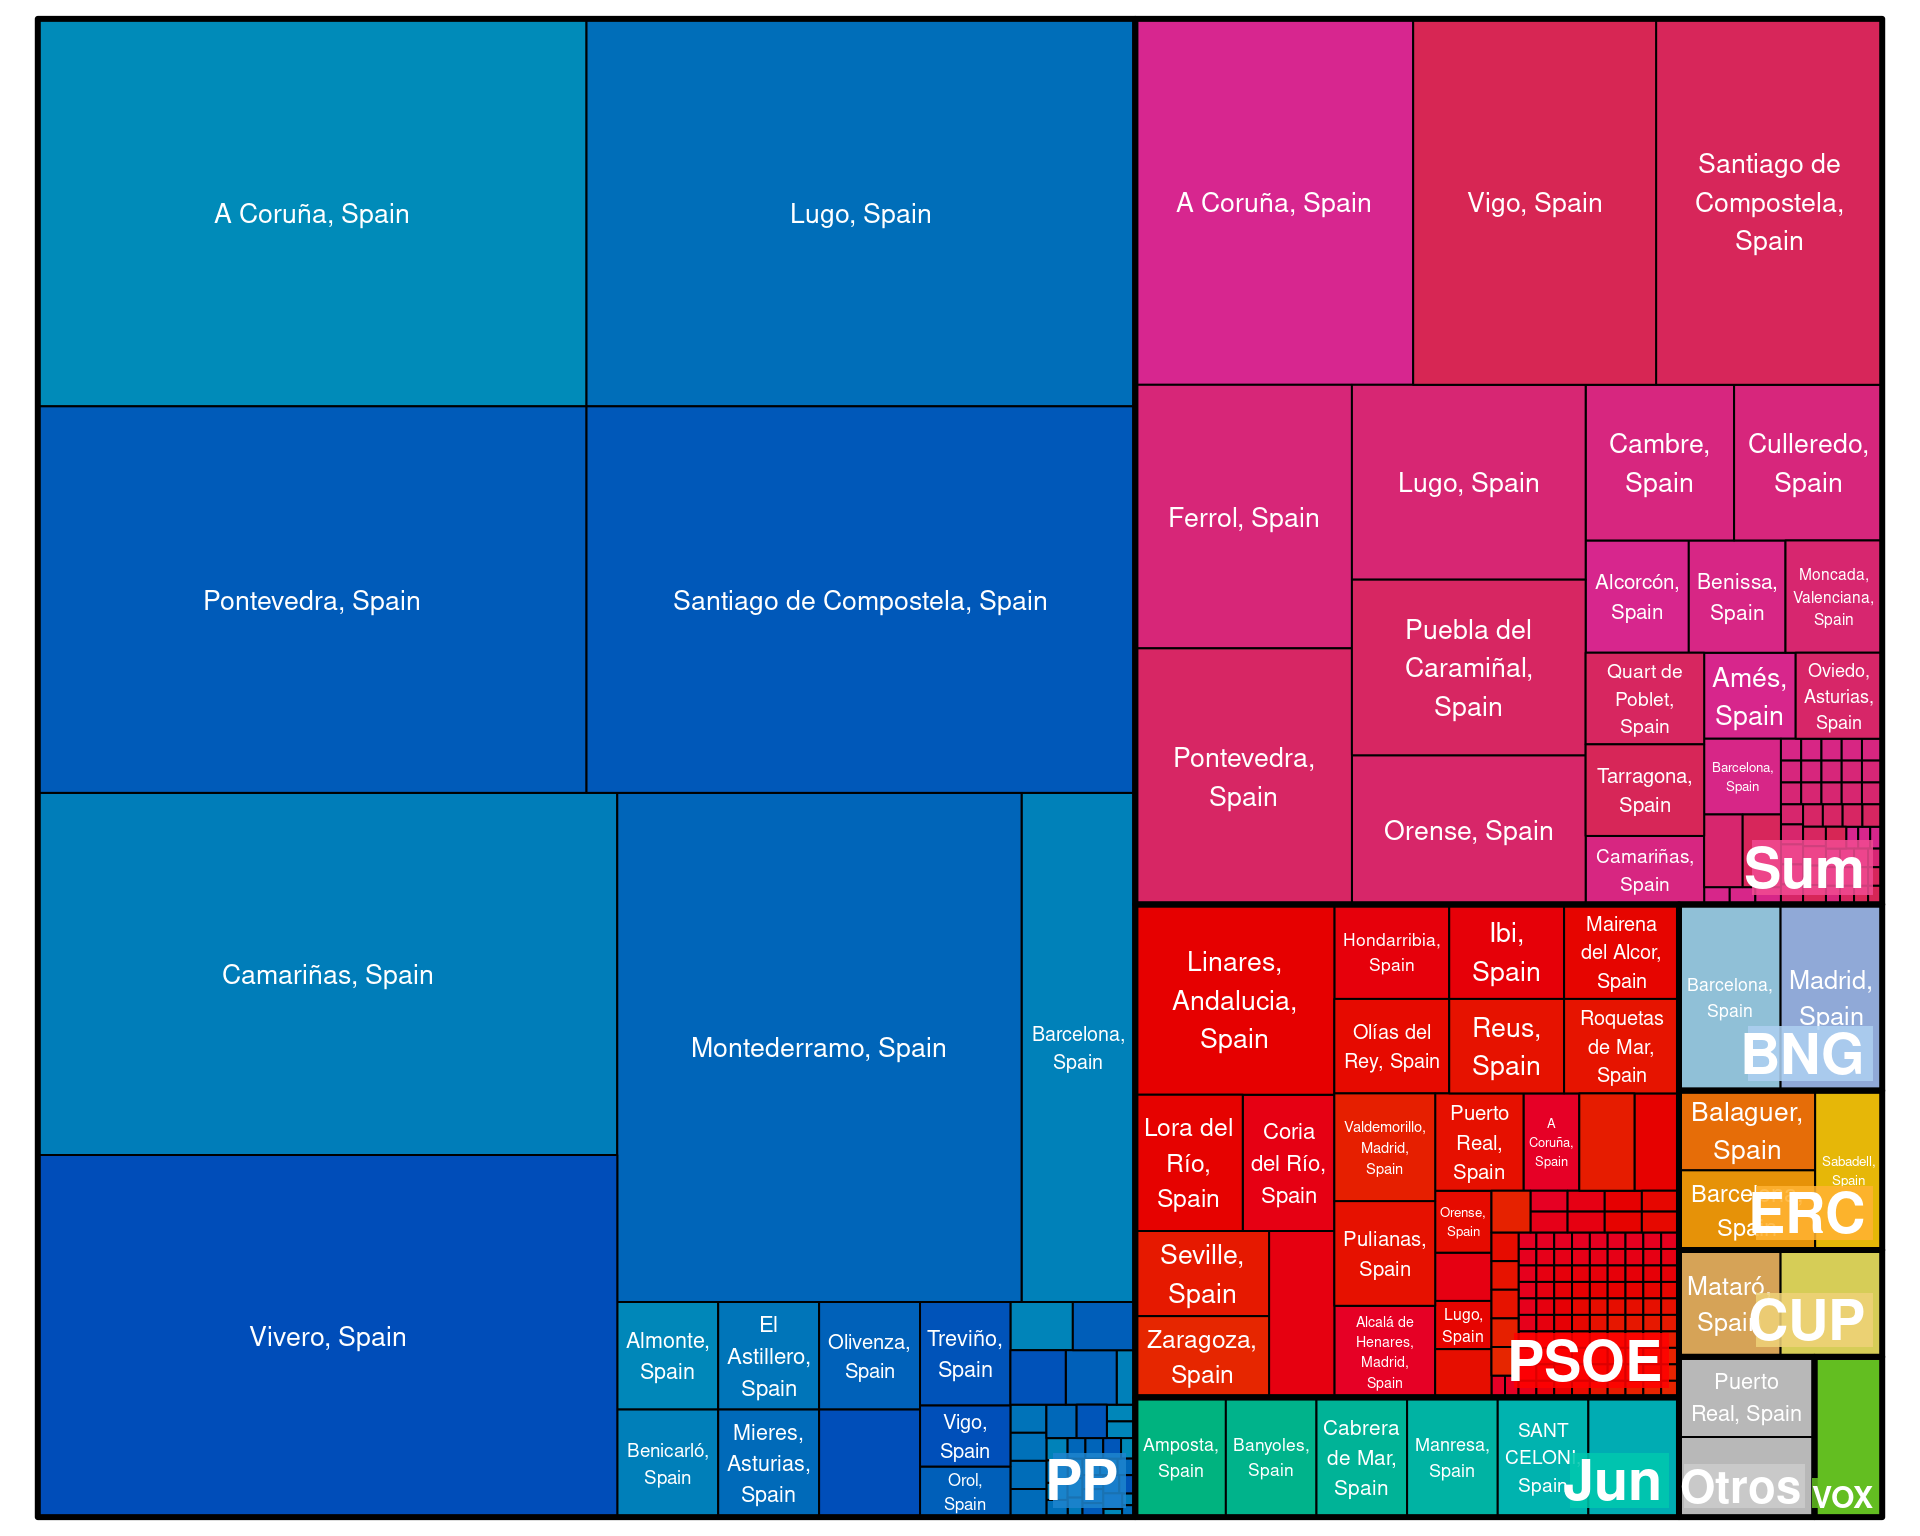 A Coruña, Spain
Lugo, Spain
Pontevedra, Spain
Santiago de Compostela, Spain
Camariñas, Spain
Vivero, Spain
Montederramo, Spain
Barcelona,
Spain
Almonte,
Spain
El
Astillero,
Spain
Olivenza,
Spain
Treviño,
Spain
Benicarló,
Spain
Mieres,
Asturias,
Spain
Vigo,
Spain
Orol,
Spain
PP
A Coruña, Spain
Vigo, Spain
Santiago de
Compostela,
Spain
Ferrol, Spain
Lugo, Spain
Cambre,
Spain
Culleredo,
Spain
Pontevedra,
Spain
Puebla del
Caramiñal,
Spain
Orense, Spain
Alcorcón,
Spain
Benissa,
Spain
Moncada,
Valenciana,
Spain
Quart de
Poblet,
Spain
Amés,
Spain
Oviedo,
Asturias,
Spain
Tarragona,
Spain
Barcelona,
Spain
Camariñas,
Spain
Sum
Linares,
Andalucia,
Spain
Hondarribia,
Spain
Ibi,
Spain
Mairena
del Alcor,
Spain
Olías del
Rey, Spain
Reus,
Spain
Roquetas
de Mar,
Spain
Lora del
Río,
Spain
Coria
del Río,
Spain
Valdemorillo,
Madrid,
Spain
Puerto
Real,
Spain
A
Coruña,
Spain
Seville,
Spain
Zaragoza,
Spain
Pulianas,
Spain
Orense,
Spain
Alcalá de
Henares,
Madrid,
Spain
Lugo,
Spain
PSOE
Barcelona,
Spain
Madrid,
Spain
BNG
Balaguer,
Spain
Barcelona,
Spain
Sabadell,
Spain
ERC
Mataró,
Spain
CUP
Amposta,
Spain
Banyoles,
Spain
Cabrera
de Mar,
Spain
Manresa,
Spain
SANT
CELONI
Spain
Jun
Puerto
Real, Spain
Otros
VOX